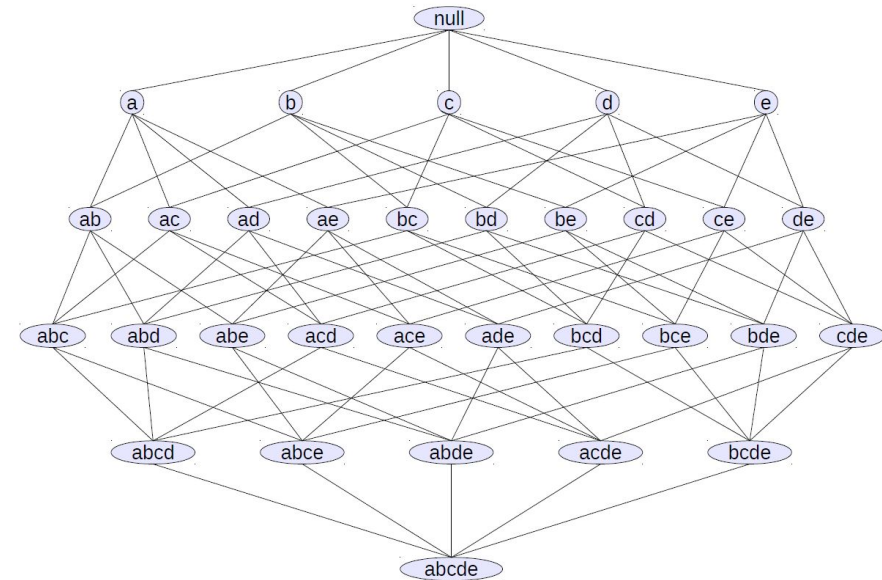 null
a b c d e
ab ac ad ae bc bd be cd ce de
abc abd abe acd ace ade bcd bce bde cde
abcd abce abde acde bcde
abcde